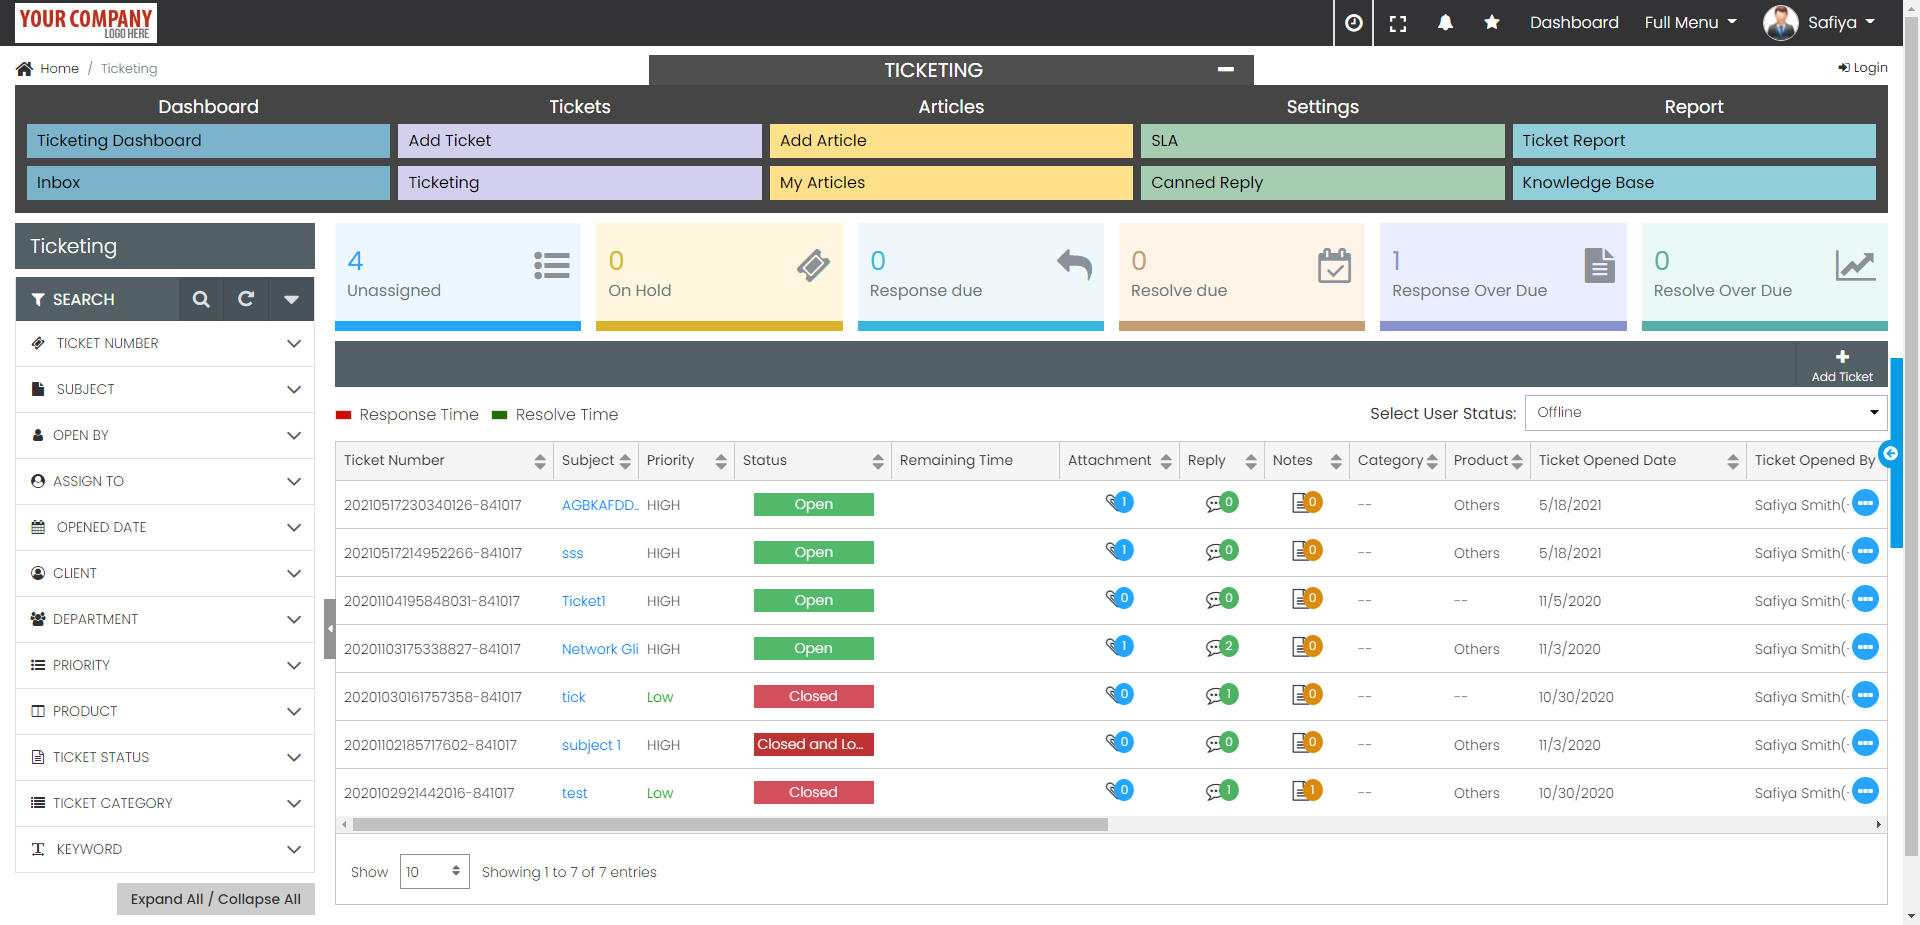 YOUR COMPANY
LOGO HERE
Dashboard
Full Menu
Safiya
Home / Ticketing
TICKETING
Login
Dashboard
Tickets
Articles
Settings
Report
Ticketing Dashboard
Add Ticket
Add Article
SLA
Ticket Report
Inbox
Ticketing
My Articles
Canned Reply
Knowledge Base
Ticketing
SEARCH
TICKET NUMBER
SUBJECT
OPEN BY
ASSIGN TO
OPENED DATE
CLIENT
DEPARTMENT
PRIORITY
PRODUCT
TICKET STATUS
TICKET CATEGORY
KEYWORD
Expand All / Collapse All
4
Unassigned
0
On Hold
0
Response due
0
Resolve due
1
Response Over Due
0
Resolve Over Due
Add Ticket
Response Time
Resolve Time
Select User Status: Offline
Ticket Number Subject Priority Status Remaining Time Attachment Reply Notes Category Product Ticket Opened Date Ticket Opened By
20210517230340126-841017 AGBKAFDD.. HIGH Open 1 0 0 -- Others 5/18/2021 Safiya Smith(
20210517214952266-841017 sss HIGH Open 1 0 0 -- Others 5/18/2021 Safiya Smith(
20201104195848031-841017 Ticket1 HIGH Open 0 0 0 -- -- 11/5/2020 Safiya Smith(
20201103175338827-841017 Network Gli HIGH Open 1 2 0 -- Others 11/3/2020 Safiya Smith(
20201030161757358-841017 tick Low Closed 0 1 0 -- -- 10/30/2020 Safiya Smith(
20201102185717602-841017 subject 1 HIGH Closed and Lo... 0 0 0 -- Others 11/3/2020 Safiya Smith(
2020102921442016-841017 test Low Closed 0 1 1 -- Others 10/30/2020 Safiya Smith(
Show 10 Showing 1 to 7 of 7 entries